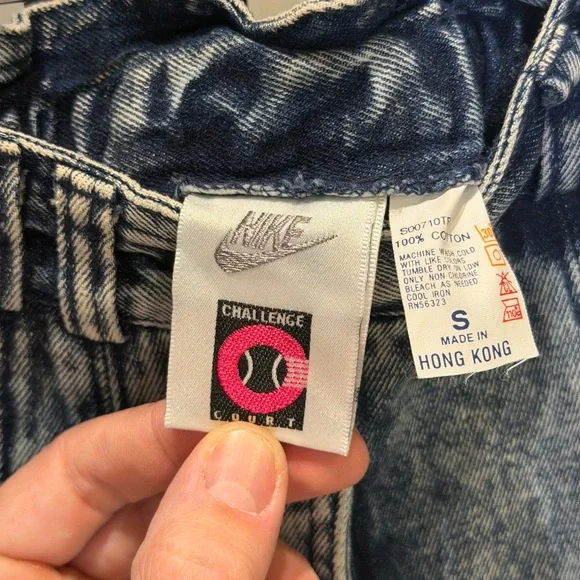 NIKE
CHALLENGE
COURT
S00710TF
100% COTTON
MACHINE WASH COLD
WITH LIKE COLORS
TUMBLE DRY ON LOW
ONLY NON CHLORINE
BLEACH AS NEEDED
COOL IRON
RN56323
S
MADE IN
HONG KONG